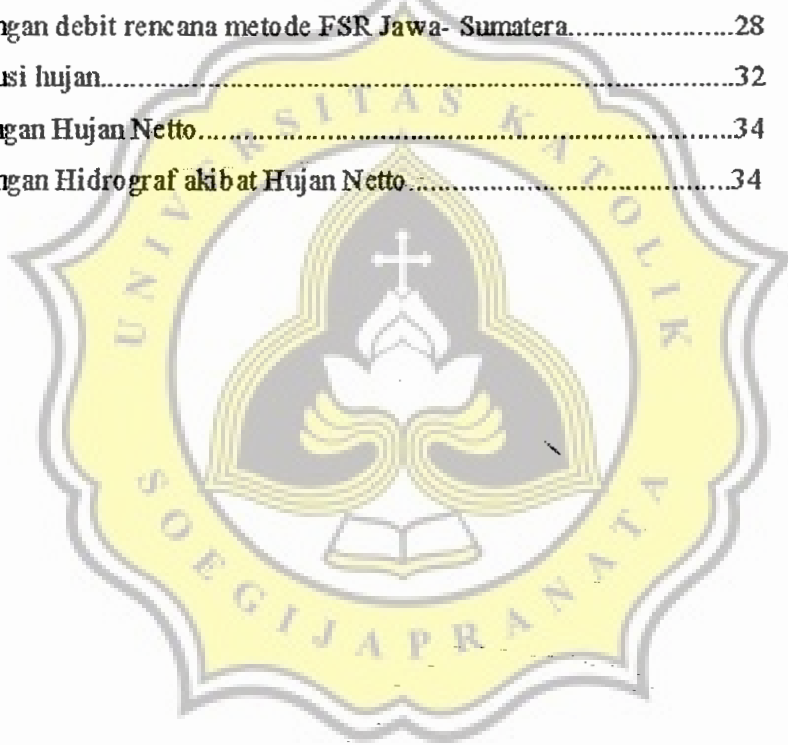 ngan debit rencana metode FSR Jawa- Sumatera......................28
usi hujan.....................................................................................32
ngan Hujan Netto.......................................................................34
ngan Hidrograf akibat Hujan Netto...........................................34
UNIVERSITAS KATOLIK
SOEGIJAPRANATA